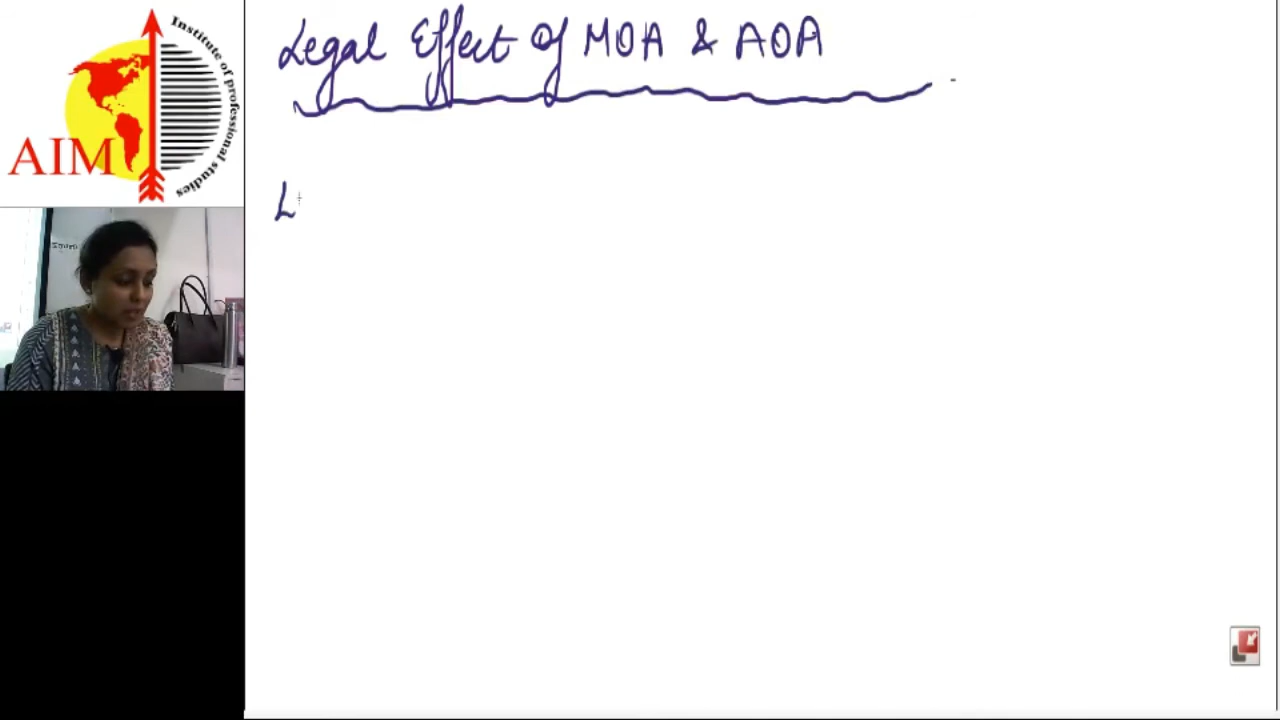 Legal Effect Of MOA & AOA
L
AIM
Institute of professional studies